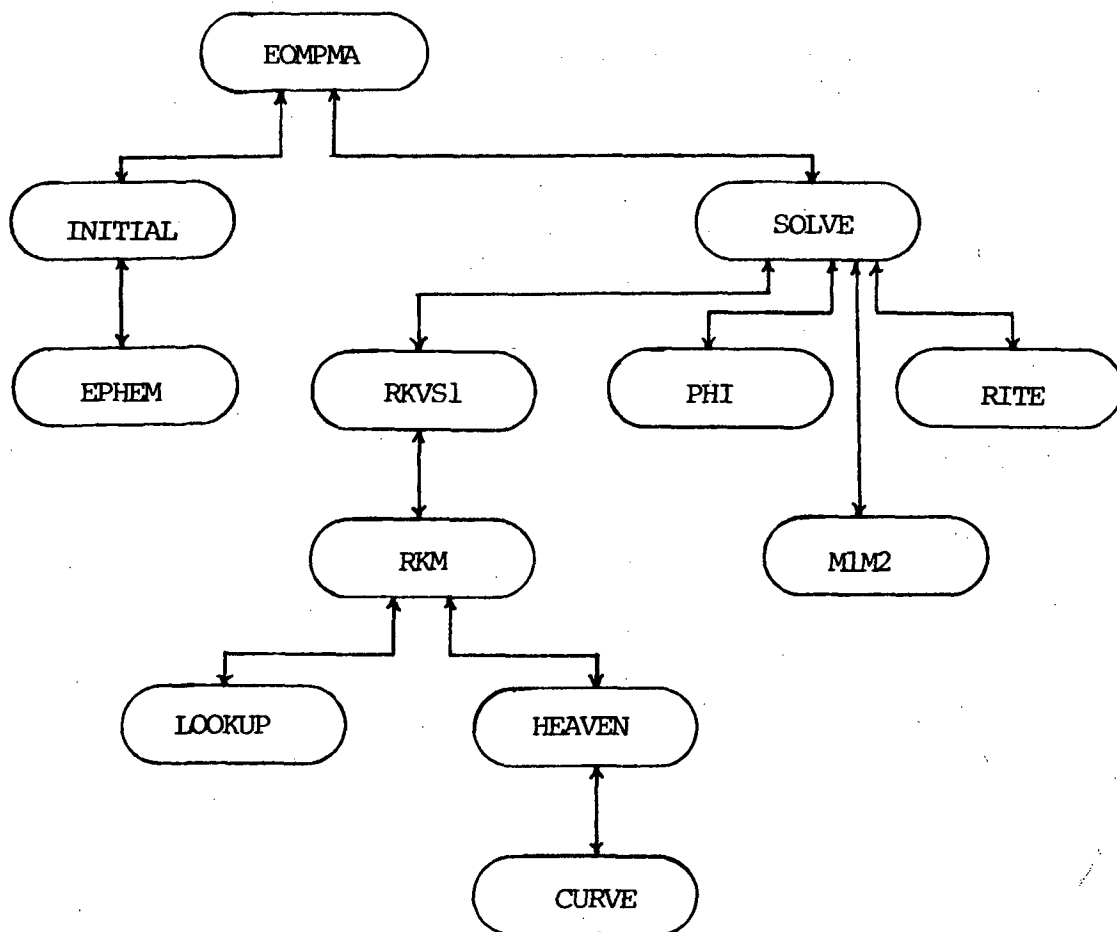 EOMPMA
INITIAL
SOLVE
EPHEM
RKVS1
PHI
RITE
RKM
M1M2
LOOKUP
HEAVEN
CURVE